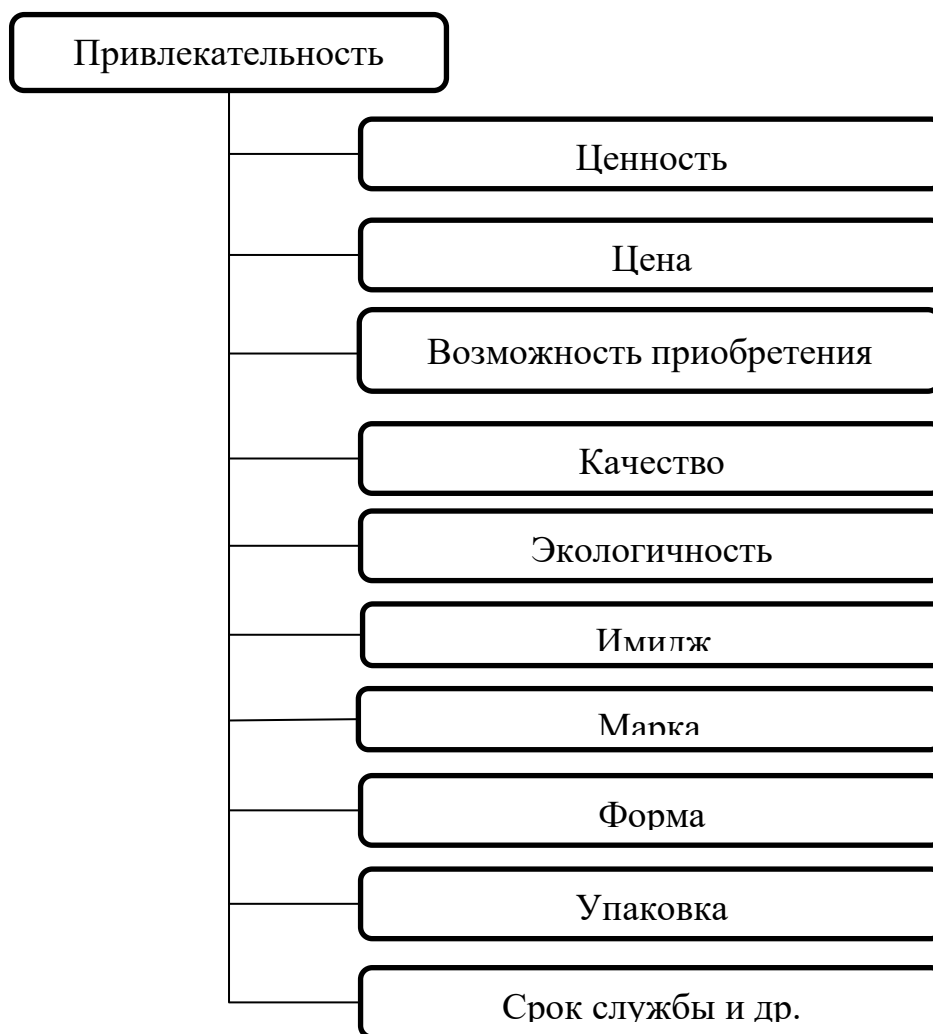 Привлекательность
Ценность
Цена
Возможность приобретения
Качество
Экологичность
Имидж
Марка
Форма
Упаковка
Срок службы и др.